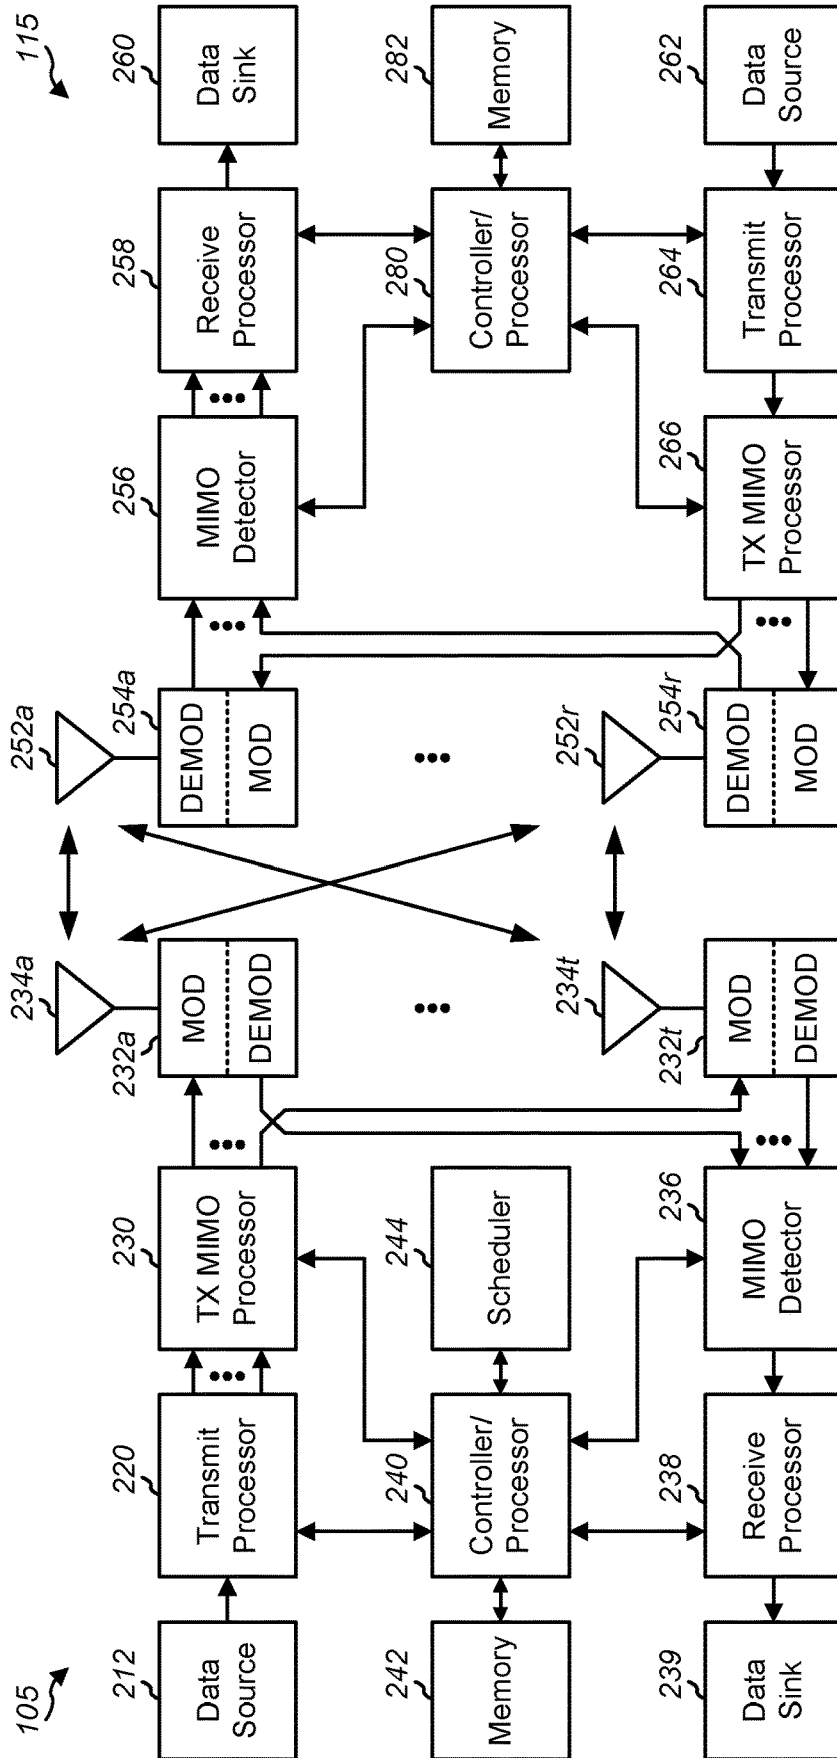 105
212
Data
Source
220
Transmit
Processor
230
TX MIMO
Processor
232a
MOD
DEMOD
234a
252a
254a
DEMOD
MOD
256
MIMO
Detector
258
Receive
Processor
260
Data
Sink
115
242
Memory
240
Controller/
Processor
244
Scheduler
280
Controller/
Processor
282
Memory
239
Data
Sink
238
Receive
Processor
236
MIMO
Detector
232t
MOD
DEMOD
234t
252r
254r
DEMOD
MOD
266
TX MIMO
Processor
264
Transmit
Processor
262
Data
Source